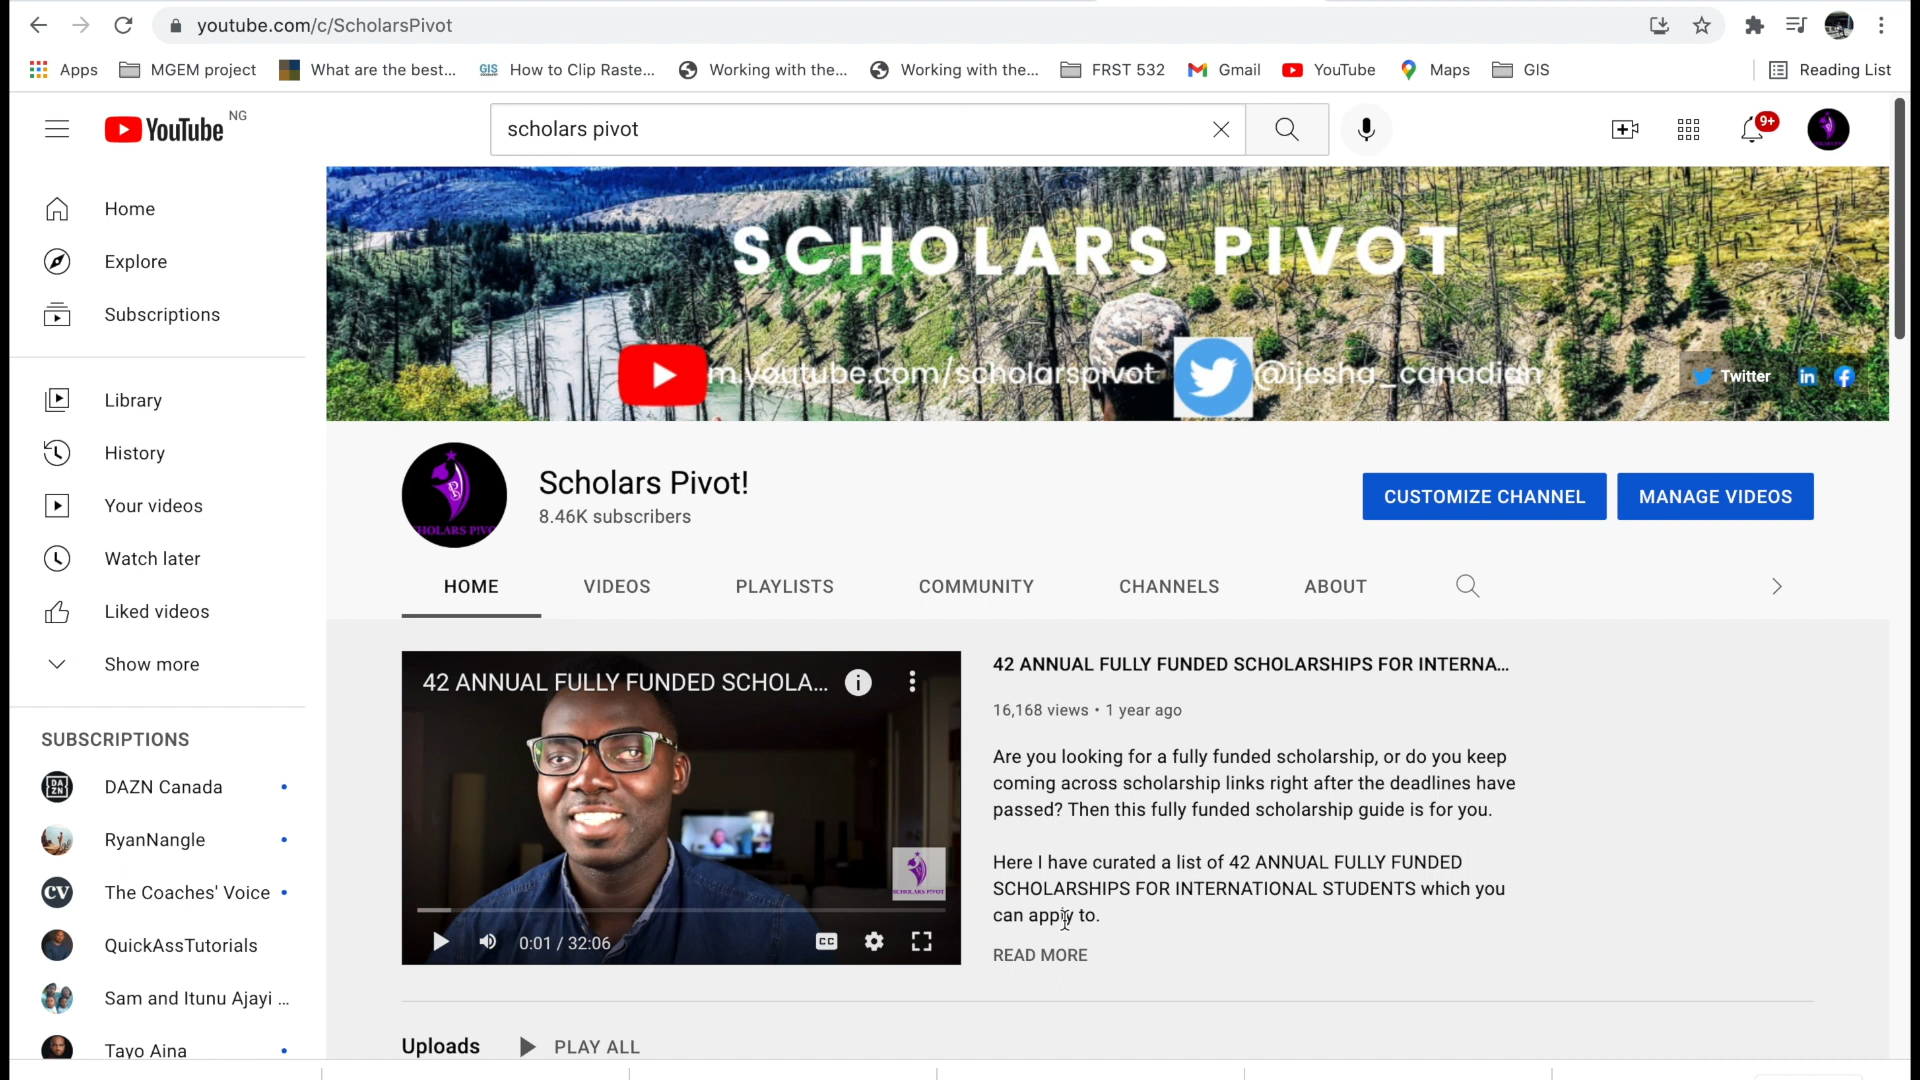 youtube.com/c/ScholarsPivot
Apps
MGEM project
What are the best...
GIS
How to Clip Raste...
Working with the...
Working with the...
FRST 532
Gmail
YouTube
Maps
GIS
Reading List
YouTube
NG
scholars pivot
9+
Home
Explore
Subscriptions
Library
History
Your videos
Watch later
Liked videos
Show more
SUBSCRIPTIONS
DA
ZN
DAZN Canada
RyanNangle
CV
The Coaches' Voice
QuickAssTutorials
Sam and Itunu Ajayi ...
Tayo Aina
SCHOLARS PIVOT
m.youtube.com/scholarspivot
@ijesha_canadian
Twitter
in
Scholars Pivot!
8.46K subscribers
CUSTOMIZE CHANNEL
MANAGE VIDEOS
HOME
VIDEOS
PLAYLISTS
COMMUNITY
CHANNELS
ABOUT
42 ANNUAL FULLY FUNDED SCHOLA...
SCHOLARS PIVOT
0:01 / 32:06
CC
42 ANNUAL FULLY FUNDED SCHOLARSHIPS FOR INTERNA...
16,168 views • 1 year ago
Are you looking for a fully funded scholarship, or do you keep
coming across scholarship links right after the deadlines have
passed? Then this fully funded scholarship guide is for you.
Here I have curated a list of 42 ANNUAL FULLY FUNDED
SCHOLARSHIPS FOR INTERNATIONAL STUDENTS which you
can apply to.
READ MORE
Uploads
PLAY ALL